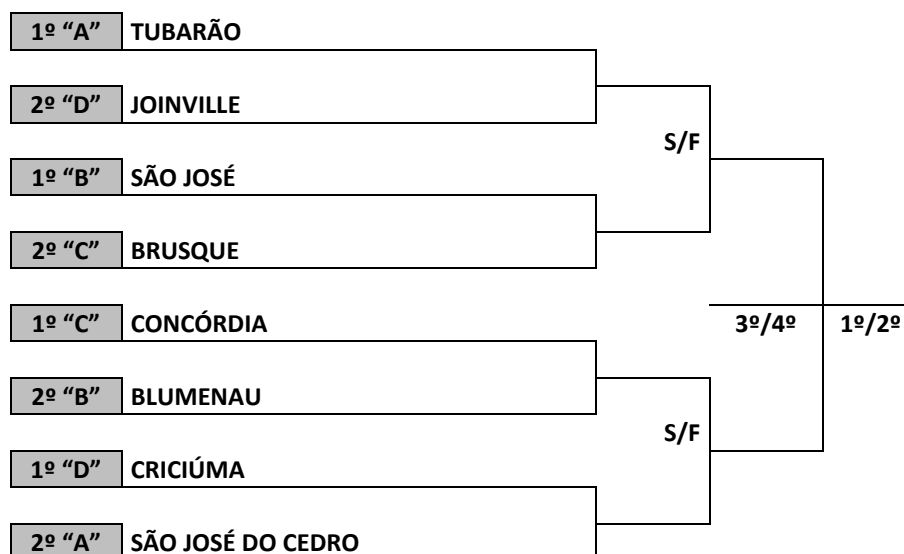 1º “A” TUBARÃO
2º “D” JOINVILLE
S/F
1º “B” SÃO JOSÉ
2º “C” BRUSQUE
1º “C” CONCÓRDIA
3º/4º 1º/2º
2º “B” BLUMENAU
S/F
1º “D” CRICIÚMA
2º “A” SÃO JOSÉ DO CEDRO